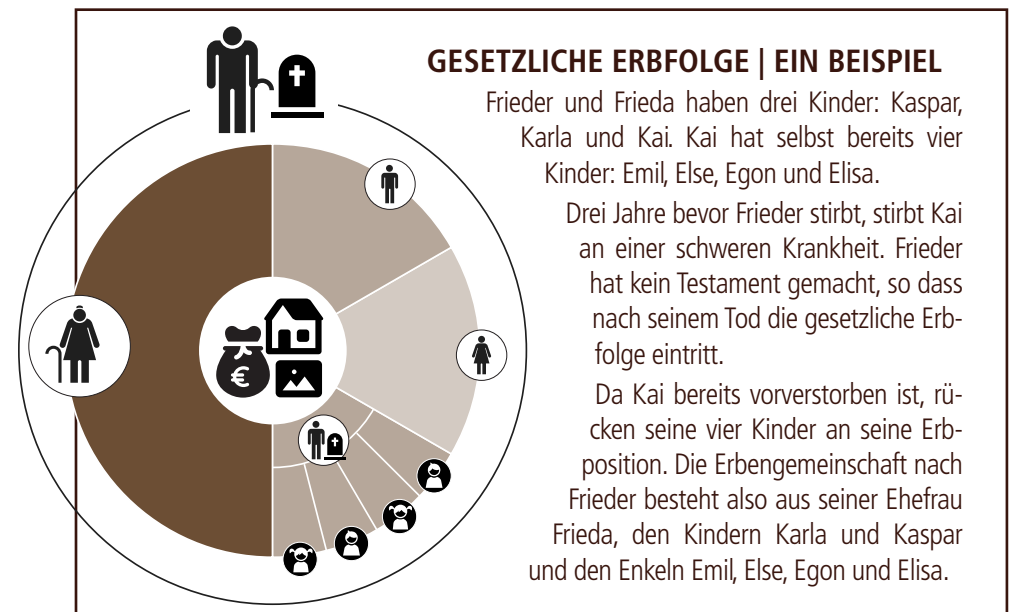 GESETZLICHE ERBFOLGE | EIN BEISPIEL
Frieder und Frieda haben drei Kinder: Kaspar,
Karla und Kai. Kai hat selbst bereits vier
Kinder: Emil, Else, Egon und Elisa.
Drei Jahre bevor Frieder stirbt, stirbt Kai
an einer schweren Krankheit. Frieder
hat kein Testament gemacht, so dass
nach seinem Tod die gesetzliche Erb-
folge eintritt.
Da Kai bereits vorverstorben ist, rü-
cken seine vier Kinder an seine Erb-
position. Die Erbengemeinschaft nach
Frieder besteht also aus seiner Ehefrau
Frieda, den Kindern Karla und Kaspar
und den Enkeln Emil, Else, Egon und Elisa.
€